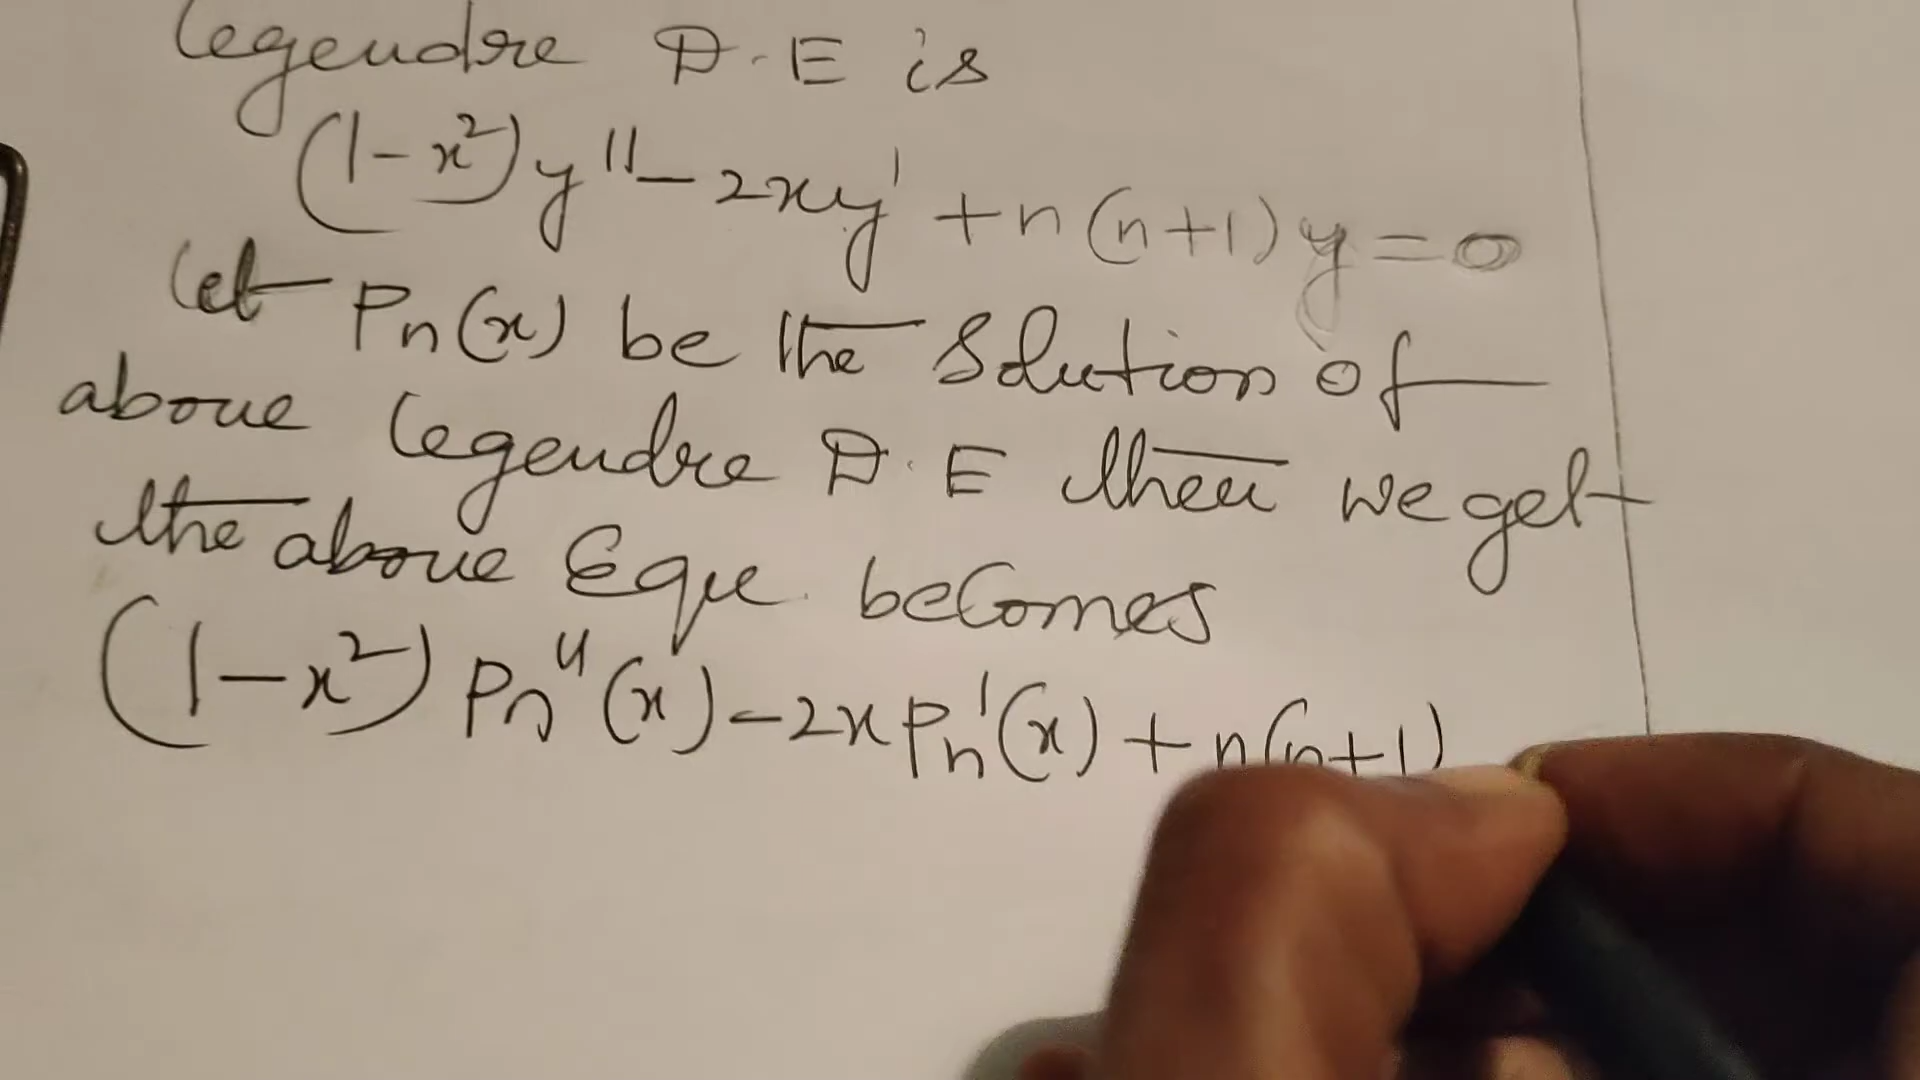 Legendre D.E is
(1-x²)y''-2xy'+n(n+1)y=0
Let Pn(x) be the Solution of
above Legendre D.E then we get
the above Eqn. becomes
(1-x²)Pn''(x)-2xPn'(x)+n(n+1)